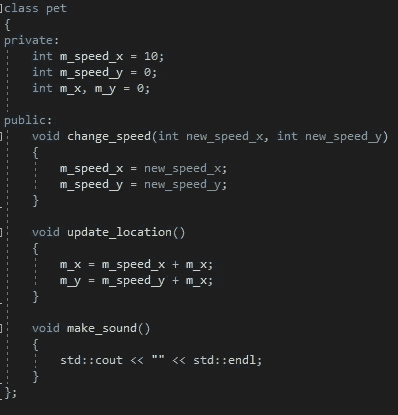 class pet
{
private:
    int m_speed_x = 10;
    int m_speed_y = 0;
    int m_x, m_y = 0;

public:
    void change_speed(int new_speed_x, int new_speed_y)
    {
        m_speed_x = new_speed_x;
        m_speed_y = new_speed_y;
    }

    void update_location()
    {
        m_x = m_speed_x + m_x;
        m_y = m_speed_y + m_x;
    }

    void make_sound()
    {
        std::cout << "" << std::endl;
    }
};